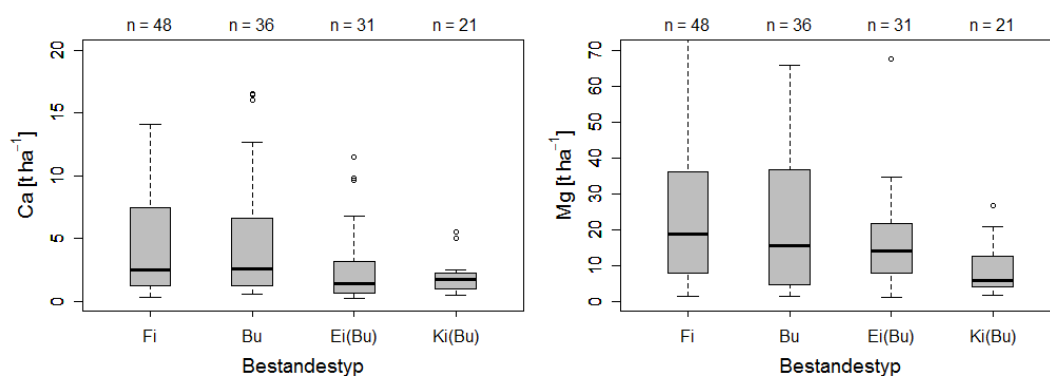 n = 48 n = 36 n = 31 n = 21
20
15
10
5
0
Ca [t ha⁻¹]
Fi Bu Ei(Bu) Ki(Bu)
Bestandestyp
n = 48 n = 36 n = 31 n = 21
70
60
50
40
30
20
10
0
Mg [t ha⁻¹]
Fi Bu Ei(Bu) Ki(Bu)
Bestandestyp